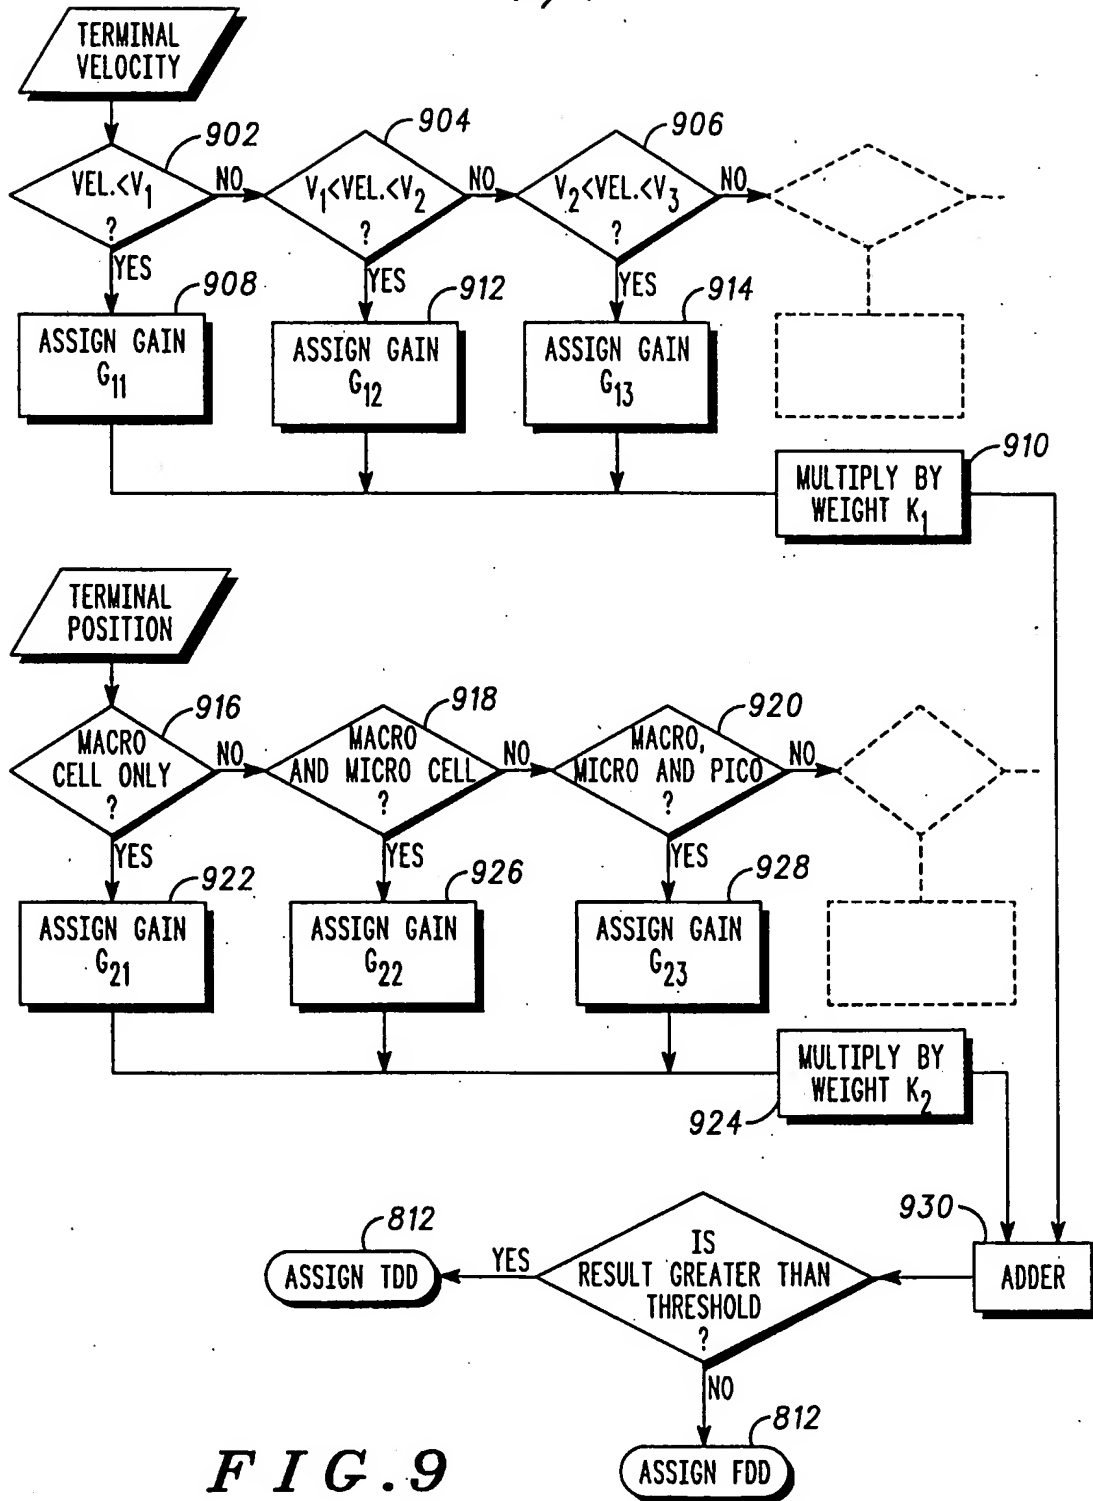 TERMINAL
VELOCITY
902
904
906
VEL.<V1
?
NO
V1<VEL.<V2
?
NO
V2<VEL.<V3
?
NO
YES
YES
YES
908
912
914
ASSIGN GAIN
G11
ASSIGN GAIN
G12
ASSIGN GAIN
G13
910
MULTIPLY BY
WEIGHT K1
TERMINAL
POSITION
916
918
920
MACRO
CELL ONLY
?
NO
MACRO
AND MICRO CELL
?
NO
MACRO,
MICRO AND PICO
?
NO
YES
YES
YES
922
926
928
ASSIGN GAIN
G21
ASSIGN GAIN
G22
ASSIGN GAIN
G23
MULTIPLY BY
WEIGHT K2
924
930
ADDER
IS
RESULT GREATER THAN
THRESHOLD
?
YES
812
ASSIGN TDD
NO
812
ASSIGN FDD
FIG.9